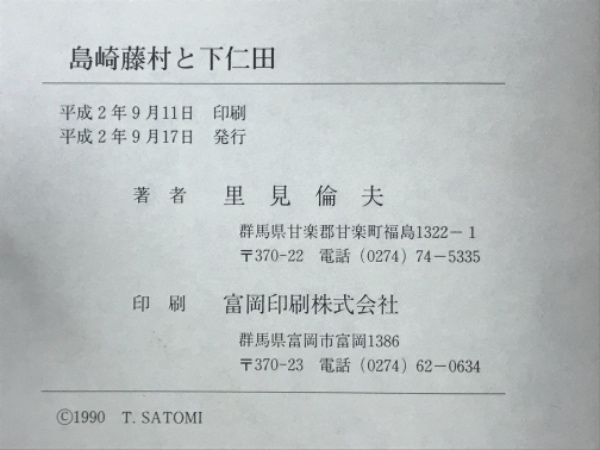 島崎藤村と下仁田
平成2年9月11日 印刷
平成2年9月17日 発行
著者 里見倫夫
群馬県甘楽郡甘楽町福島1322－1
〒370-22 電話（0274）74－5335
印刷 富岡印刷株式会社
群馬県富岡市富岡1386
〒370-23 電話（0274）62－0634
©1990 T. SATOMI